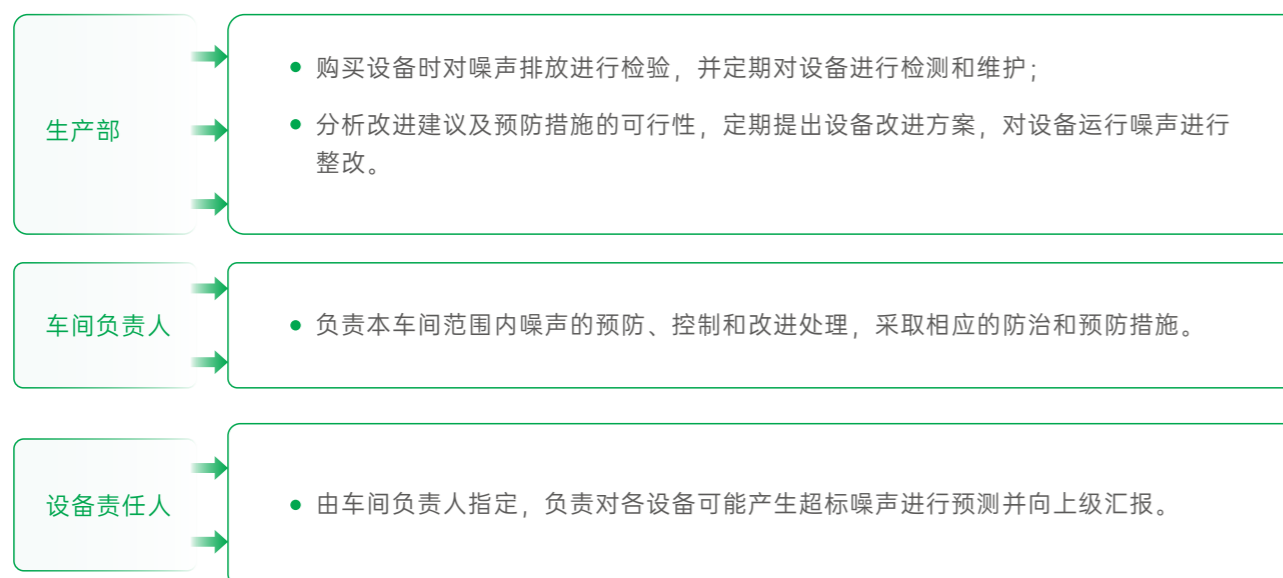 生产部
购买设备时对噪声排放进行检验，并定期对设备进行检测和维护；
分析改进建议及预防措施的可行性，定期提出设备改进方案，对设备运行噪声进行
整改。
车间负责人
负责本车间范围内噪声的预防、控制和改进处理，采取相应的防治和预防措施。
设备责任人
由车间负责人指定，负责对各设备可能产生超标噪声进行预测并向上级汇报。